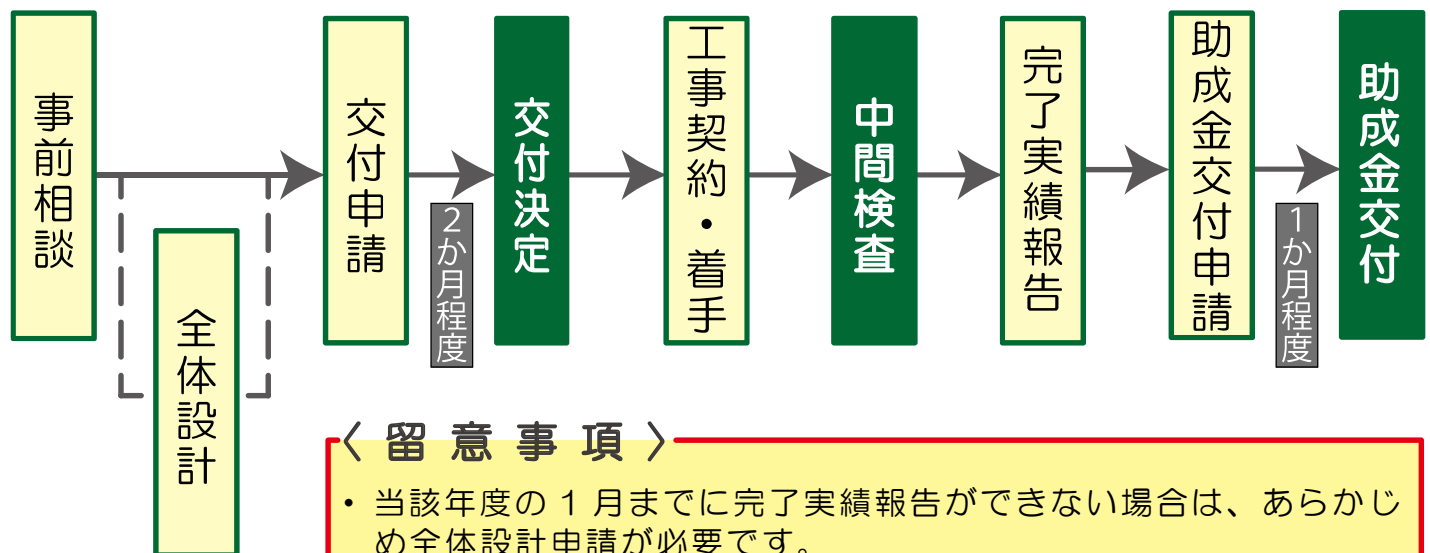 事前相談
全体設計
交付申請
2か月程度
交付決定
工事契約・着手
中間検査
完了実績報告
助成金交付申請
1か月程度
助成金交付
〈留意事項〉
・当該年度の1月までに完了実績報告ができない場合は、あらかじ
め全体設計申請が必要です。